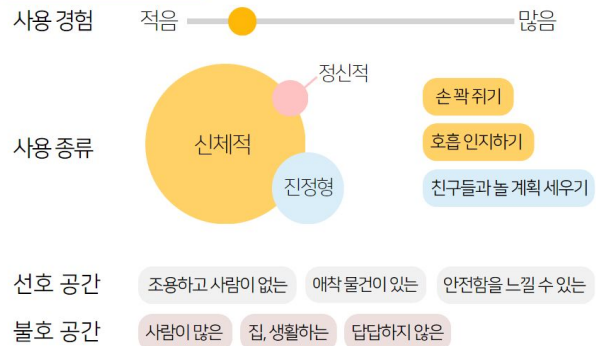 사용 경험 적음 많음
정신적
손 꽉 쥐기
사용 종류 신체적 호흡 인지하기
진정형 친구들과 놀 계획 세우기
선호 공간 조용하고 사람이 없는 애착 물건이 있는 안전함을 느낄 수 있는
불호 공간 사람이 많은 집, 생활하는 답답하지 않은